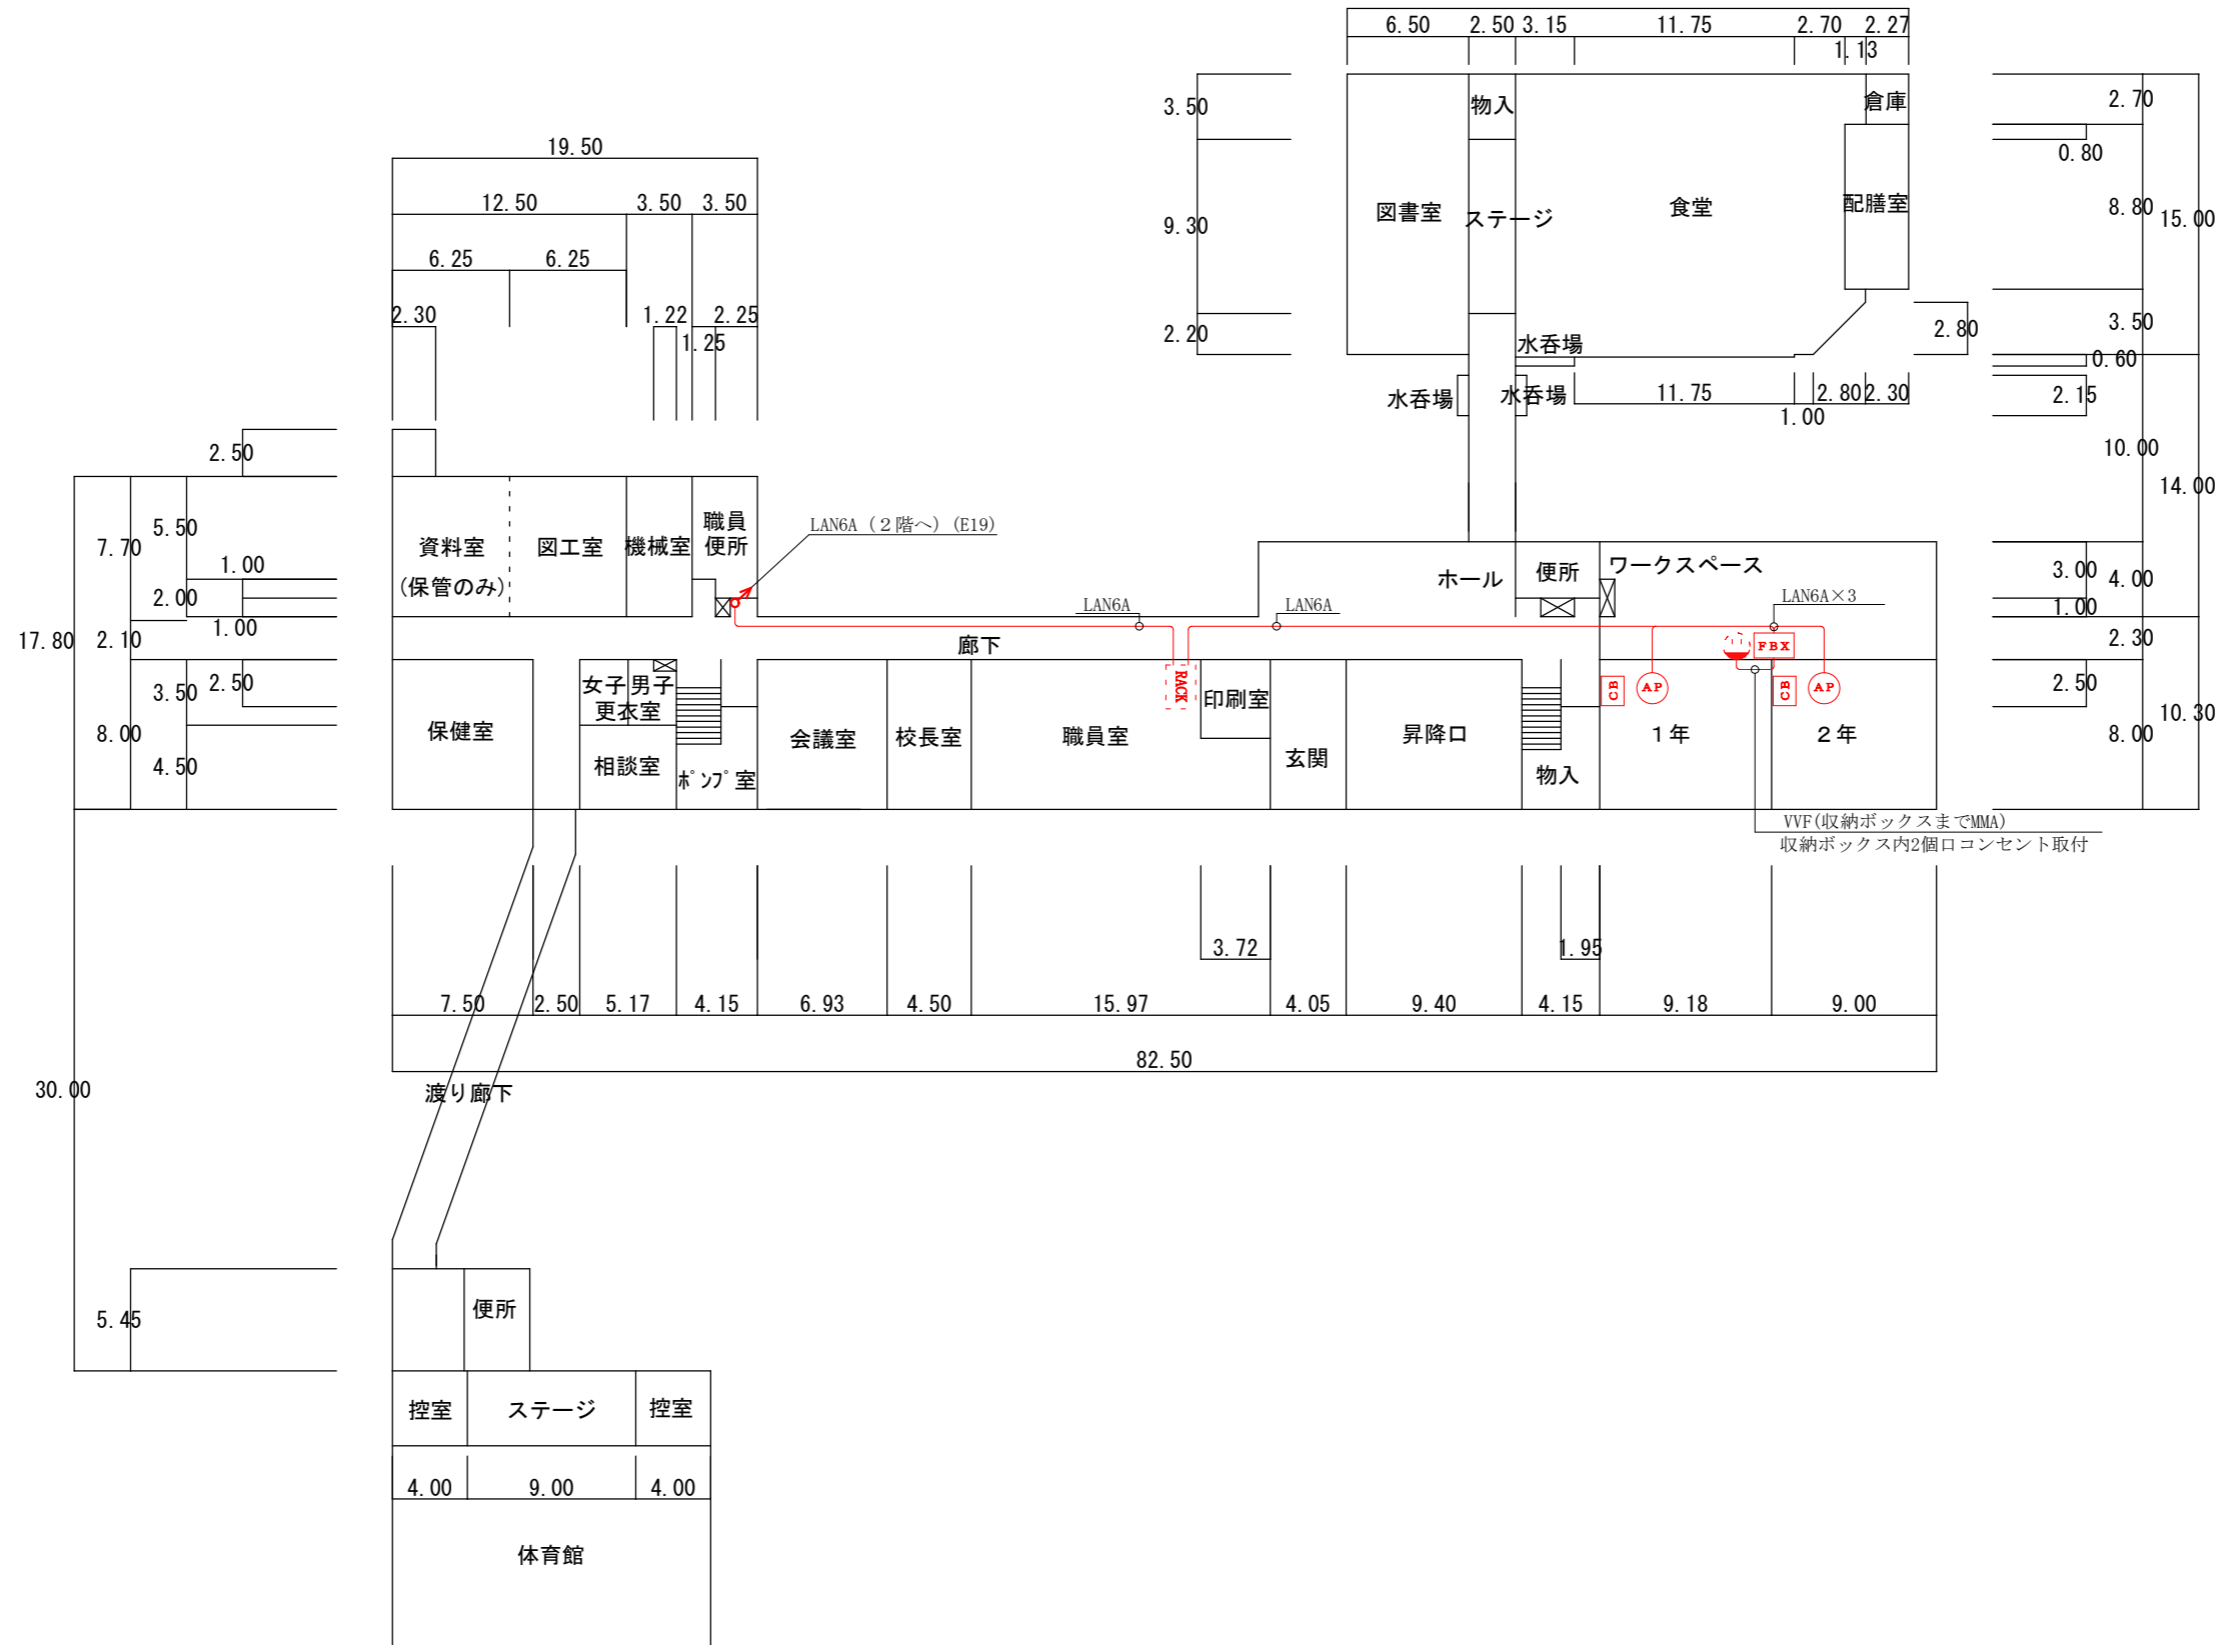 6.50 2.50 3.15 11.75 2.70 2.27
1.13
3.50
9.30
2.20
物入
倉庫
図書室
ステージ
食堂
配膳室
2.70
0.80
8.80
15.00
3.50
2.80
0.60
水呑場
水呑場
水呑場
11.75
2.80
2.30
1.00
2.15
10.00
14.00
19.50
12.50 3.50 3.50
6.25 6.25
2.30
1.22
2.25
1.25
2.50
5.50
7.70
1.00
2.00
1.00
17.80
2.10
3.50
2.50
8.00
4.50
資料室
(保管のみ)
図工室
機械室
職員
便所
LAN6A (2階へ) (E19)
LAN6A
LAN6A
LAN6A×3
ホール
便所
ワークスペース
3.00
4.00
1.00
2.30
2.50
10.30
8.00
廊下
保健室
女子
男子
更衣室
相談室
ポンプ室
会議室
校長室
職員室
RACK
印刷室
玄関
昇降口
物入
CB
AP
1年
FBX
CB
AP
2年
VVF(収納ボックスまでMMA)
収納ボックス内2個口コンセント取付
3.72
1.95
7.50 2.50 5.17 4.15 6.93 4.50 15.97 4.05 9.40 4.15 9.18 9.00
82.50
30.00
渡り廊下
5.45
便所
控室
ステージ
控室
4.00 9.00 4.00
体育館